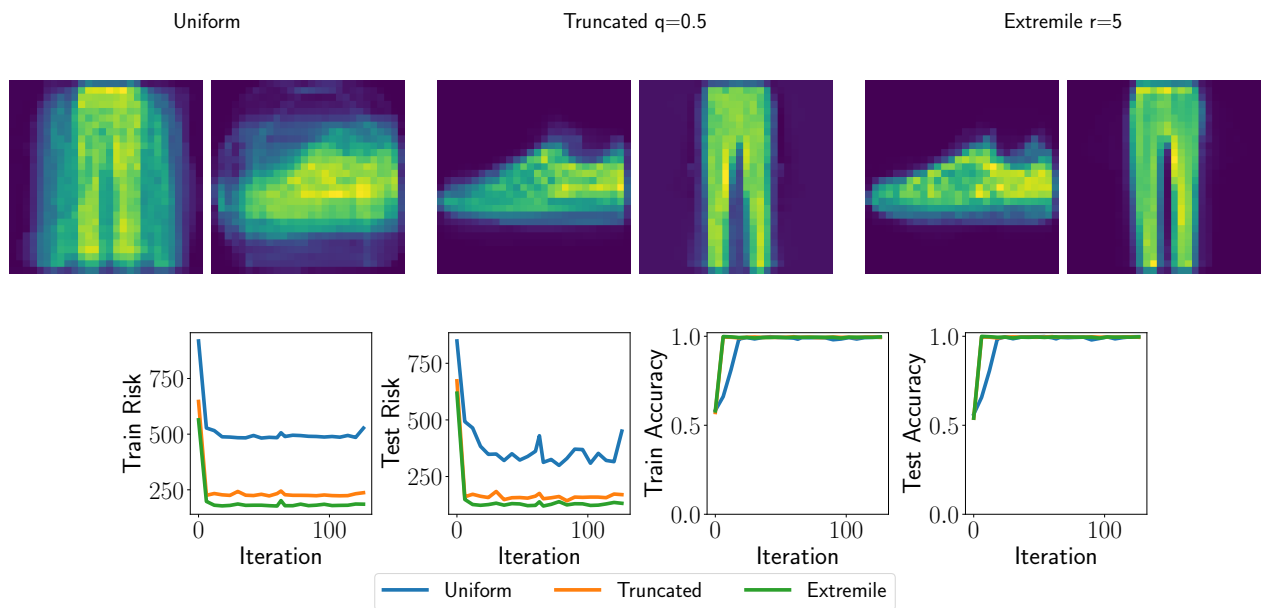 Uniform
Truncated q=0.5
Extremile r=5
750
500
250
Train Risk
0
100
Iteration
750
500
250
Test Risk
0
100
Iteration
1.0
0.5
0.0
Train Accuracy
0
100
Iteration
1.0
0.5
0.0
Test Accuracy
0
100
Iteration
Uniform
Truncated
Extremile